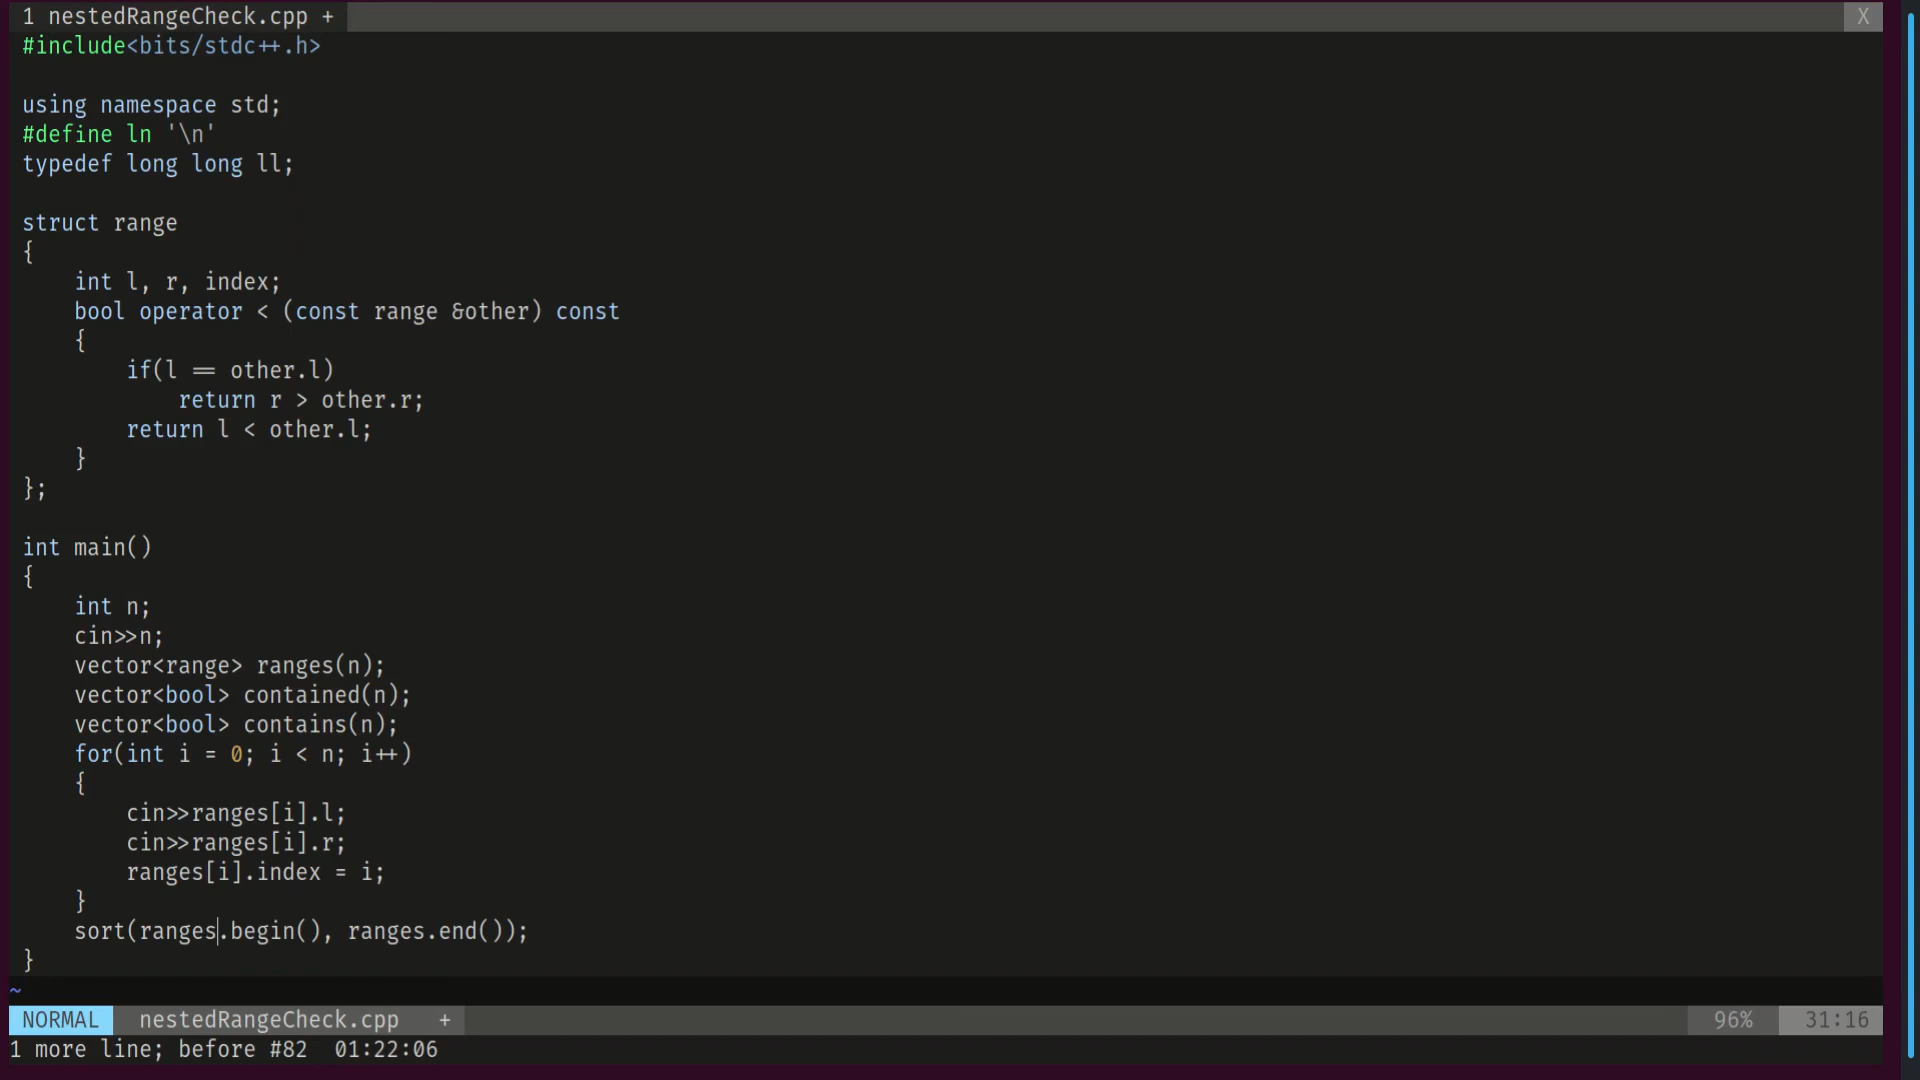 1 nestedRangeCheck.cpp + X
#include<bits/stdc++.h>
using namespace std;
#define ln '\n'
typedef long long ll;
struct range
{
    int l, r, index;
    bool operator < (const range &other) const
    {
        if(l == other.l)
            return r > other.r;
        return l < other.l;
    }
};
int main()
{
    int n;
    cin>>n;
    vector<range> ranges(n);
    vector<bool> contained(n);
    vector<bool> contains(n);
    for(int i = 0; i < n; i++)
    {
        cin>>ranges[i].l;
        cin>>ranges[i].r;
        ranges[i].index = i;
    }
    sort(ranges.begin(), ranges.end());
}
~
NORMAL nestedRangeCheck.cpp + 96% 31:16
1 more line; before #82 01:22:06